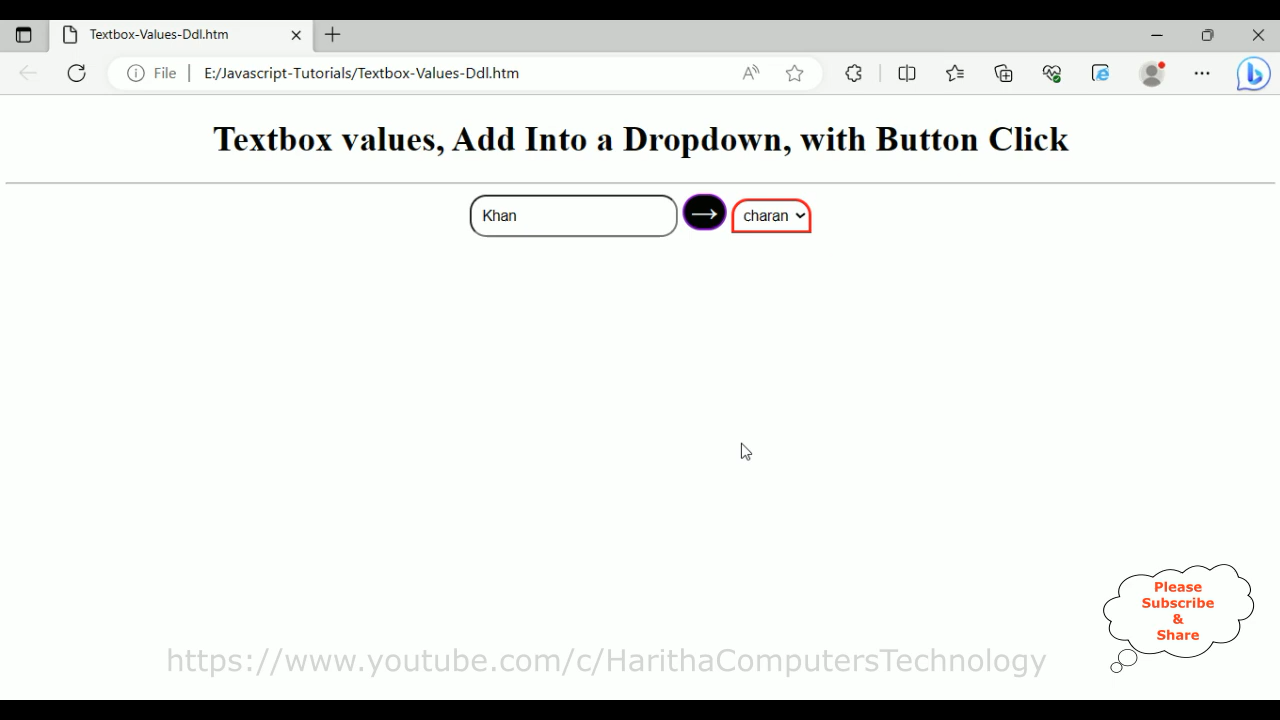 Textbox-Values-Ddl.htm
File E:/Javascript-Tutorials/Textbox-Values-Ddl.htm
Textbox values, Add Into a Dropdown, with Button Click
Khan → charan
Please
Subscribe
&
Share
https://www.youtube.com/c/HarithaComputersTechnology